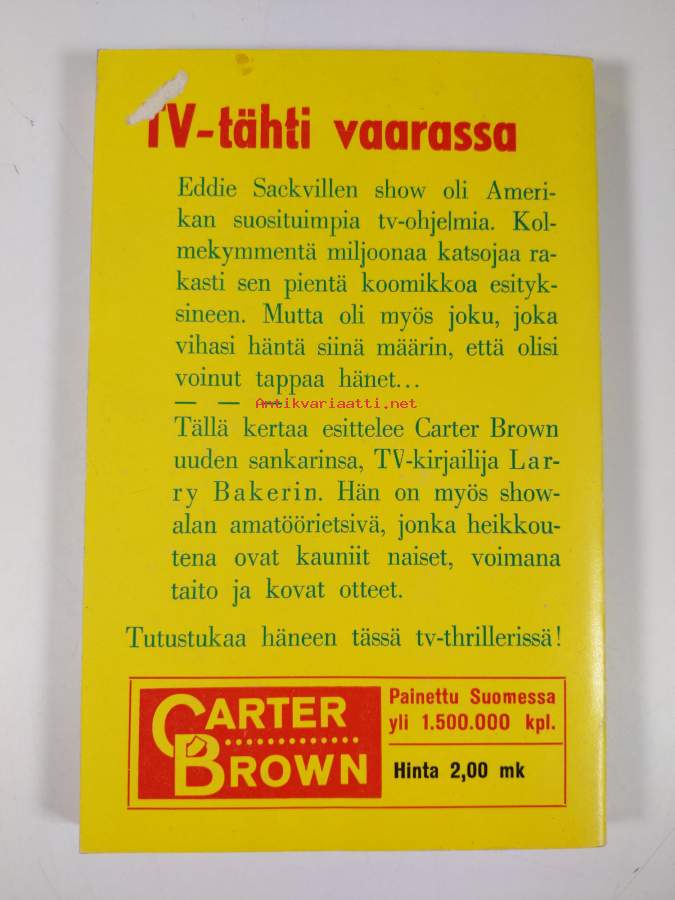 TV-tähti vaarassa
Eddie Sackvillen show oli Ameri-
kan suosituimpia tv-ohjelmia. Kol-
mekymmentä miljoonaa katsojaa ra-
kasti sen pientä koomikkoa esityk-
sineen. Mutta oli myös joku, joka
vihasi häntä siinä määrin, että olisi
voinut tappaa hänet...
— — —
Antikvariaatti.net
Tällä kertaa esittelee Carter Brown
uuden sankarinsa, TV-kirjailija Lar-
ry Bakerin. Hän on myös show-
alan amatöörietsivä, jonka heikkou-
tena ovat kauniit naiset, voimana
taito ja kovat otteet.
Tutustukaa häneen tässä tv-thrillerissä!
CARTER
BROWN
Painettu Suomessa
yli 1.500.000 kpl.
Hinta 2,00 mk